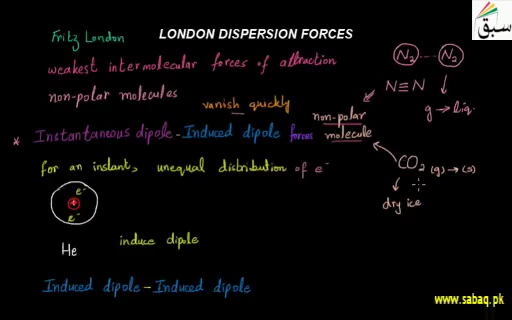 سبق
LONDON DISPERSION FORCES
Fritz London
weakest intermolecular forces of attraction
non-polar molecules
vanish quickly
* Instantaneous dipole - Induced dipole forces
for an instant, unequal distribution of e⁻
e⁻
+
e⁻
He
induce dipole
Induced dipole - Induced dipole
N₂ --- N₂
N≡N
g → liq.
non-polar
molecule
CO₂ (g) → (s)
dry ice
www.sabaq.pk